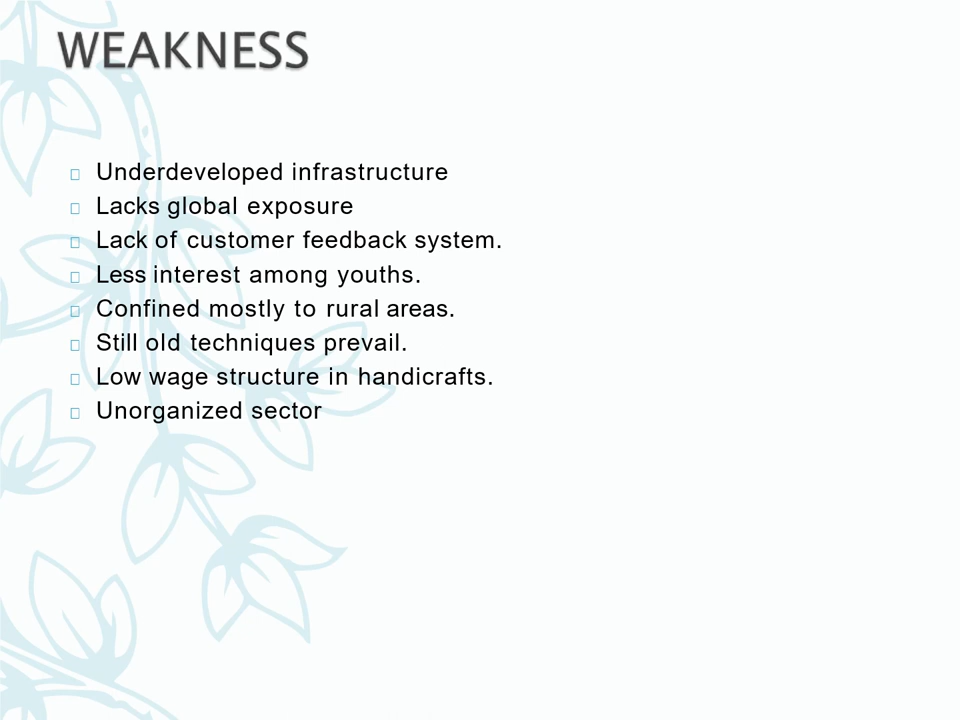 WEAKNESS
Underdeveloped infrastructure
Lacks global exposure
Lack of customer feedback system.
Less interest among youths.
Confined mostly to rural areas.
Still old techniques prevail.
Low wage structure in handicrafts.
Unorganized sector